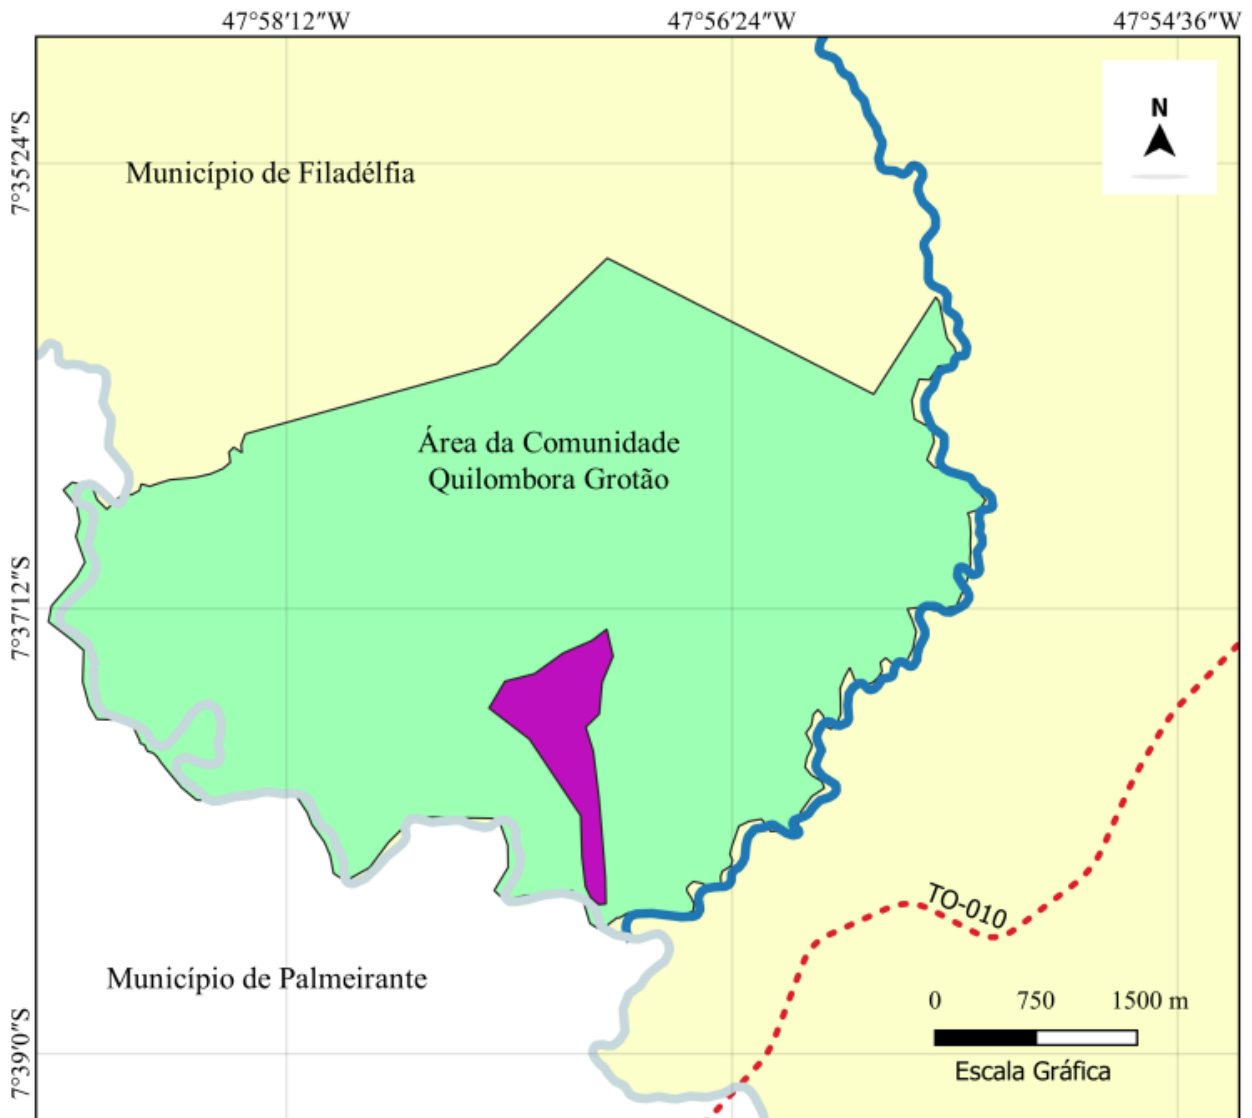 47°58'12"W 47°56'24"W 47°54'36"W
N
7°35'24"S
Município de Filadélfia
Área da Comunidade
Quilombora Grotão
7°37'12"S
TO-010
Município de Palmeirante
0 750 1500 m
Escala Gráfica
7°39'0"S